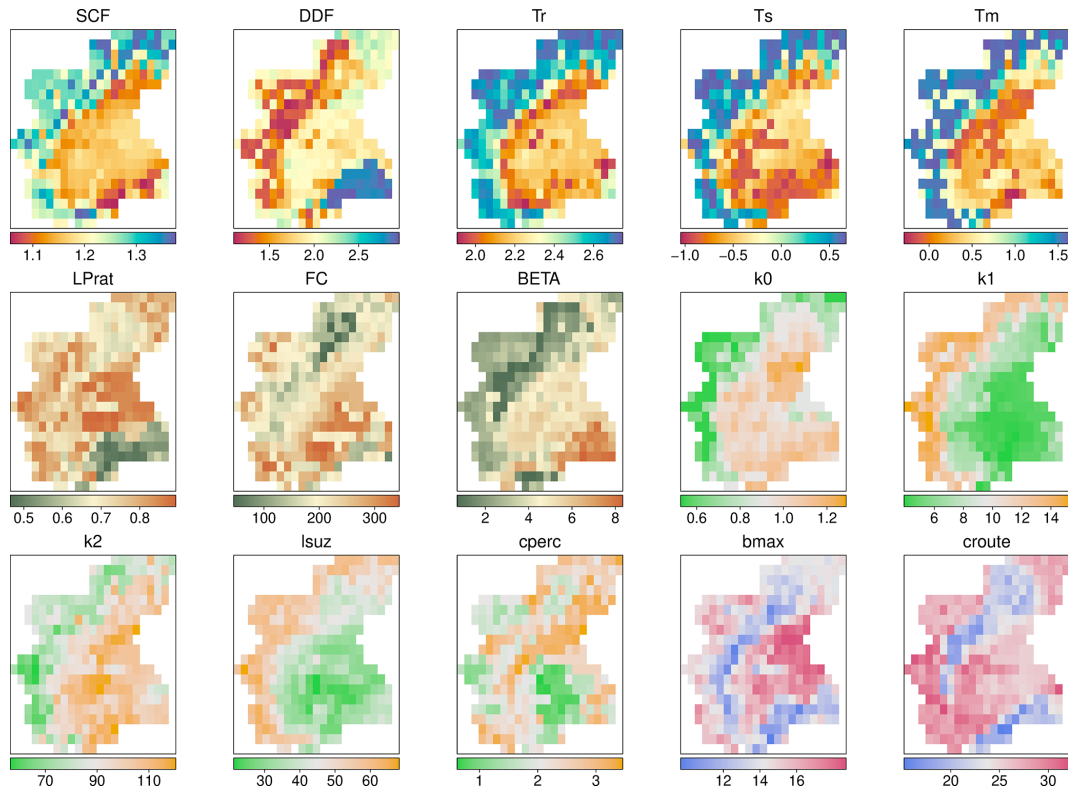 SCF DDF Tr Ts Tm
1.1 1.2 1.3 1.5 2.0 2.5 2.0 2.2 2.4 2.6 −1.0 −0.5 0.0 0.5 0.0 0.5 1.0 1.5
LPrat FC BETA k0 k1
0.5 0.6 0.7 0.8 100 200 300 2 4 6 8 0.6 0.8 1.0 1.2 6 8 10 12 14
k2 lsuz cperc bmax croute
70 90 110 30 40 50 60 1 2 3 12 14 16 20 25 30